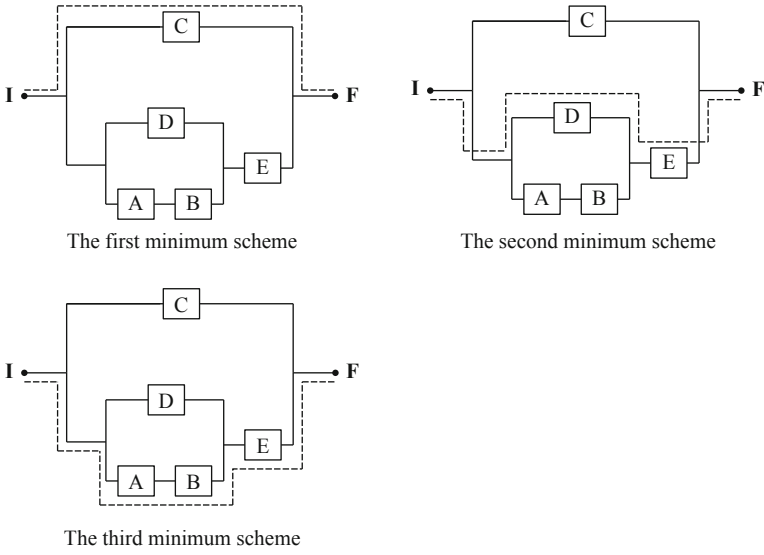 C
I
F
D
E
A B
The first minimum scheme
C
I
F
D
E
A B
The second minimum scheme
C
I
F
D
E
A B
The third minimum scheme